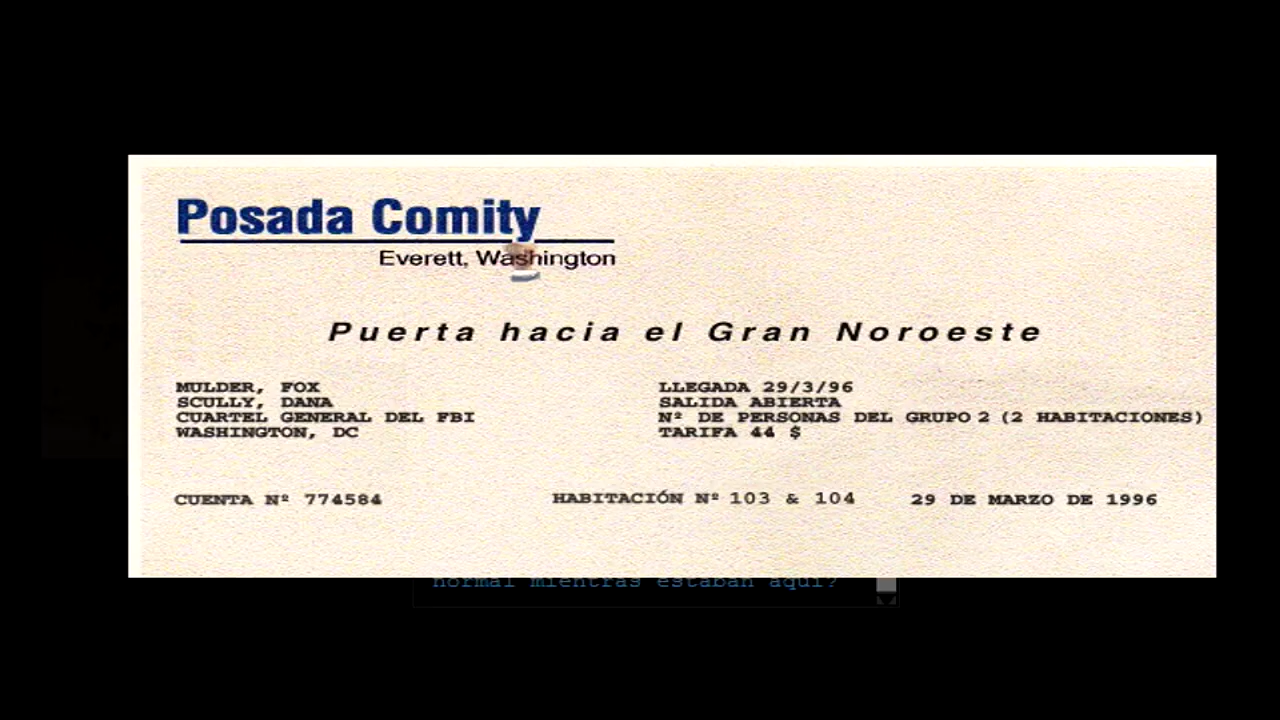 Posada Comity
Everett, Washington
Puerta hacia el Gran Noroeste
MULDER, FOX
SCULLY, DANA
CUARTEL GENERAL DEL FBI
WASHINGTON, DC
LLEGADA 29/3/96
SALIDA ABIERTA
Nº DE PERSONAS DEL GRUPO 2 (2 HABITACIONES)
TARIFA 44 $
CUENTA Nº 774584
HABITACIÓN Nº 103 & 104
29 DE MARZO DE 1996
normal mientras estaban aquí?